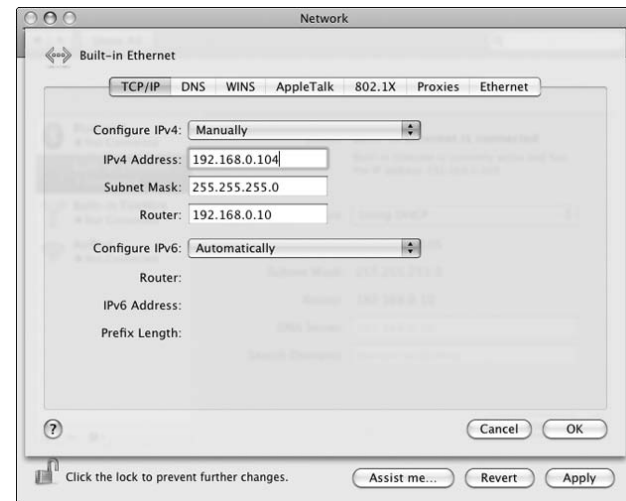 Network
Built-in Ethernet
TCP/IP DNS WINS AppleTalk 802.1X Proxies Ethernet
Configure IPv4: Manually
IPv4 Address: 192.168.0.104
Subnet Mask: 255.255.255.0
Router: 192.168.0.10
Configure IPv6: Automatically
Router:
IPv6 Address:
Prefix Length:
? Cancel OK
Click the lock to prevent further changes. Assist me... Revert Apply